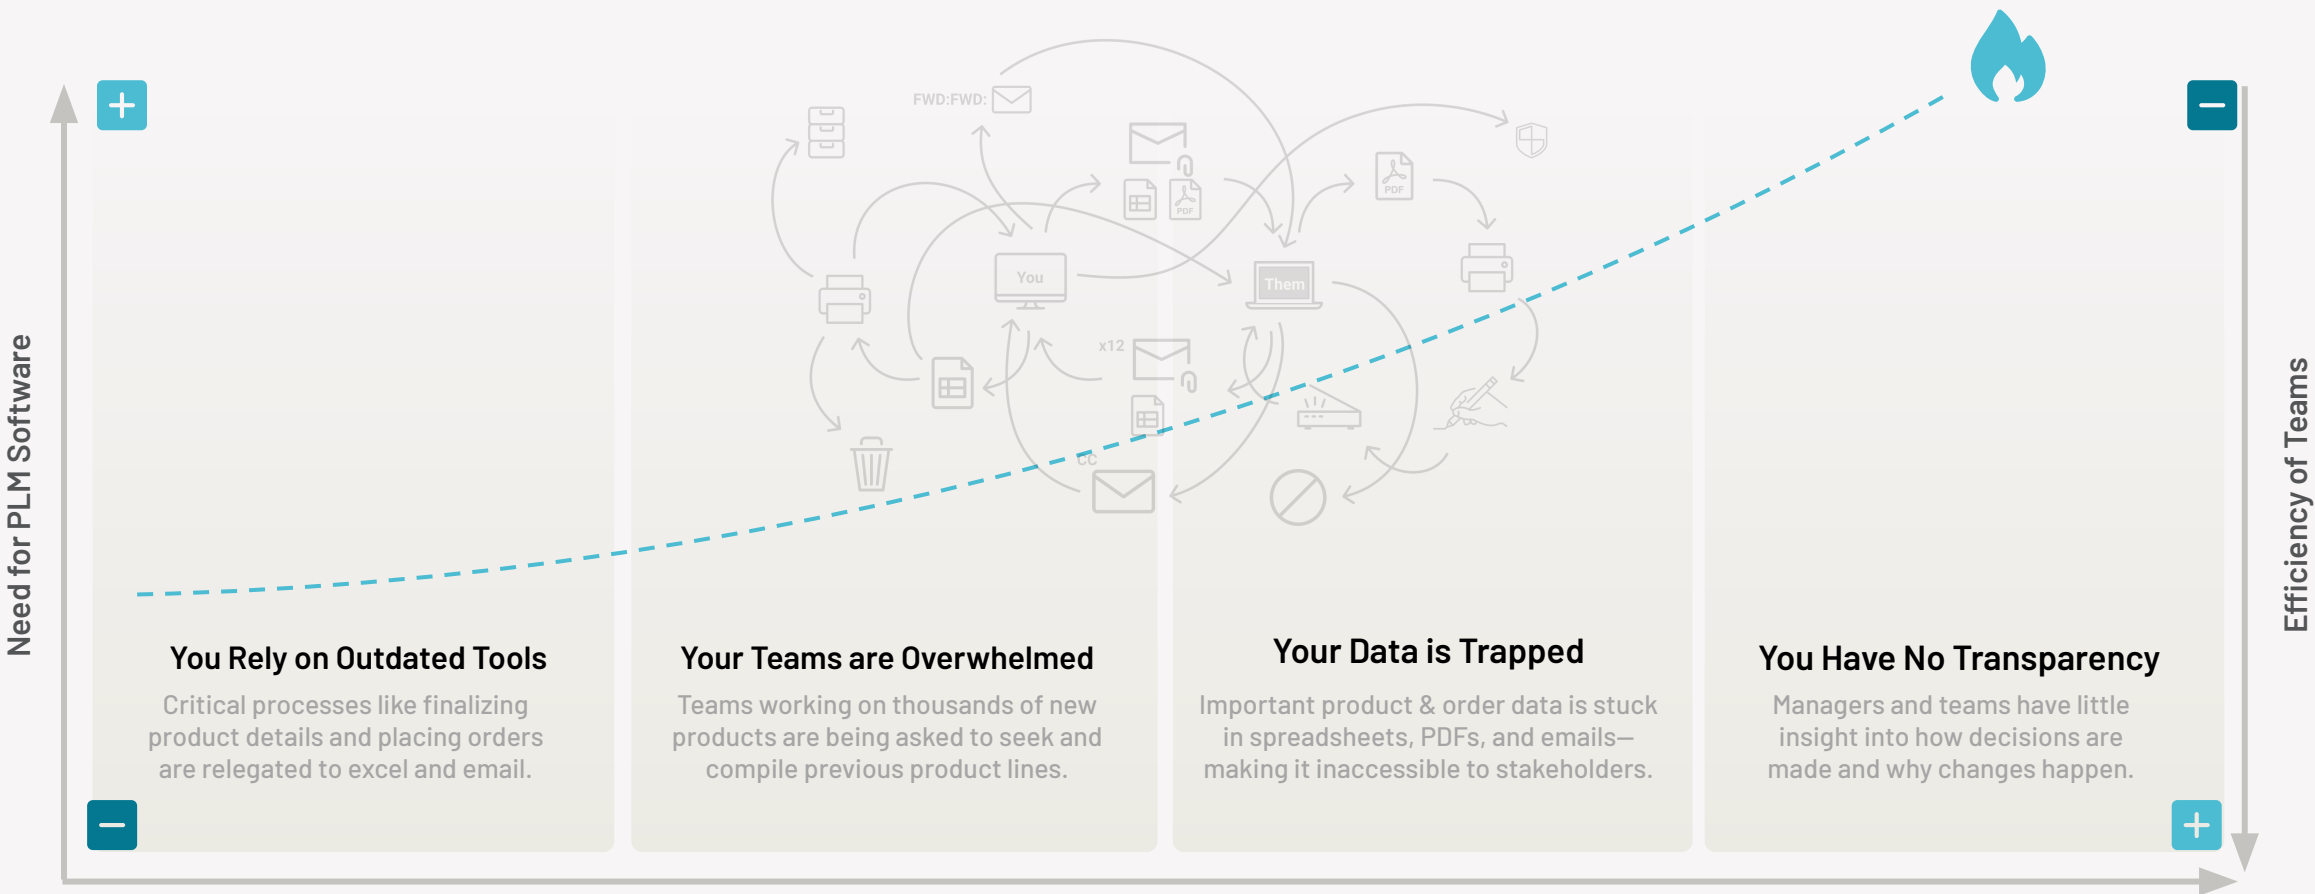 FWD:FWD:
PDF
PDF
You
Them
x12
CC
Need for PLM Software
Efficiency of Teams
You Rely on Outdated Tools
Critical processes like finalizing
product details and placing orders
are relegated to excel and email.
Your Teams are Overwhelmed
Teams working on thousands of new
products are being asked to seek and
compile previous product lines.
Your Data is Trapped
Important product & order data is stuck
in spreadsheets, PDFs, and emails—
making it inaccessible to stakeholders.
You Have No Transparency
Managers and teams have little
insight into how decisions are
made and why changes happen.